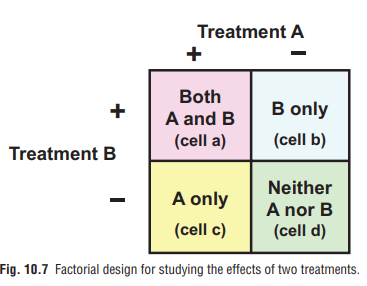 Treatment A
+ −
+
Both
A and B
(cell a)
B only
(cell b)
Treatment B
−
A only
(cell c)
Neither
A nor B
(cell d)
Fig. 10.7 Factorial design for studying the effects of two treatments.